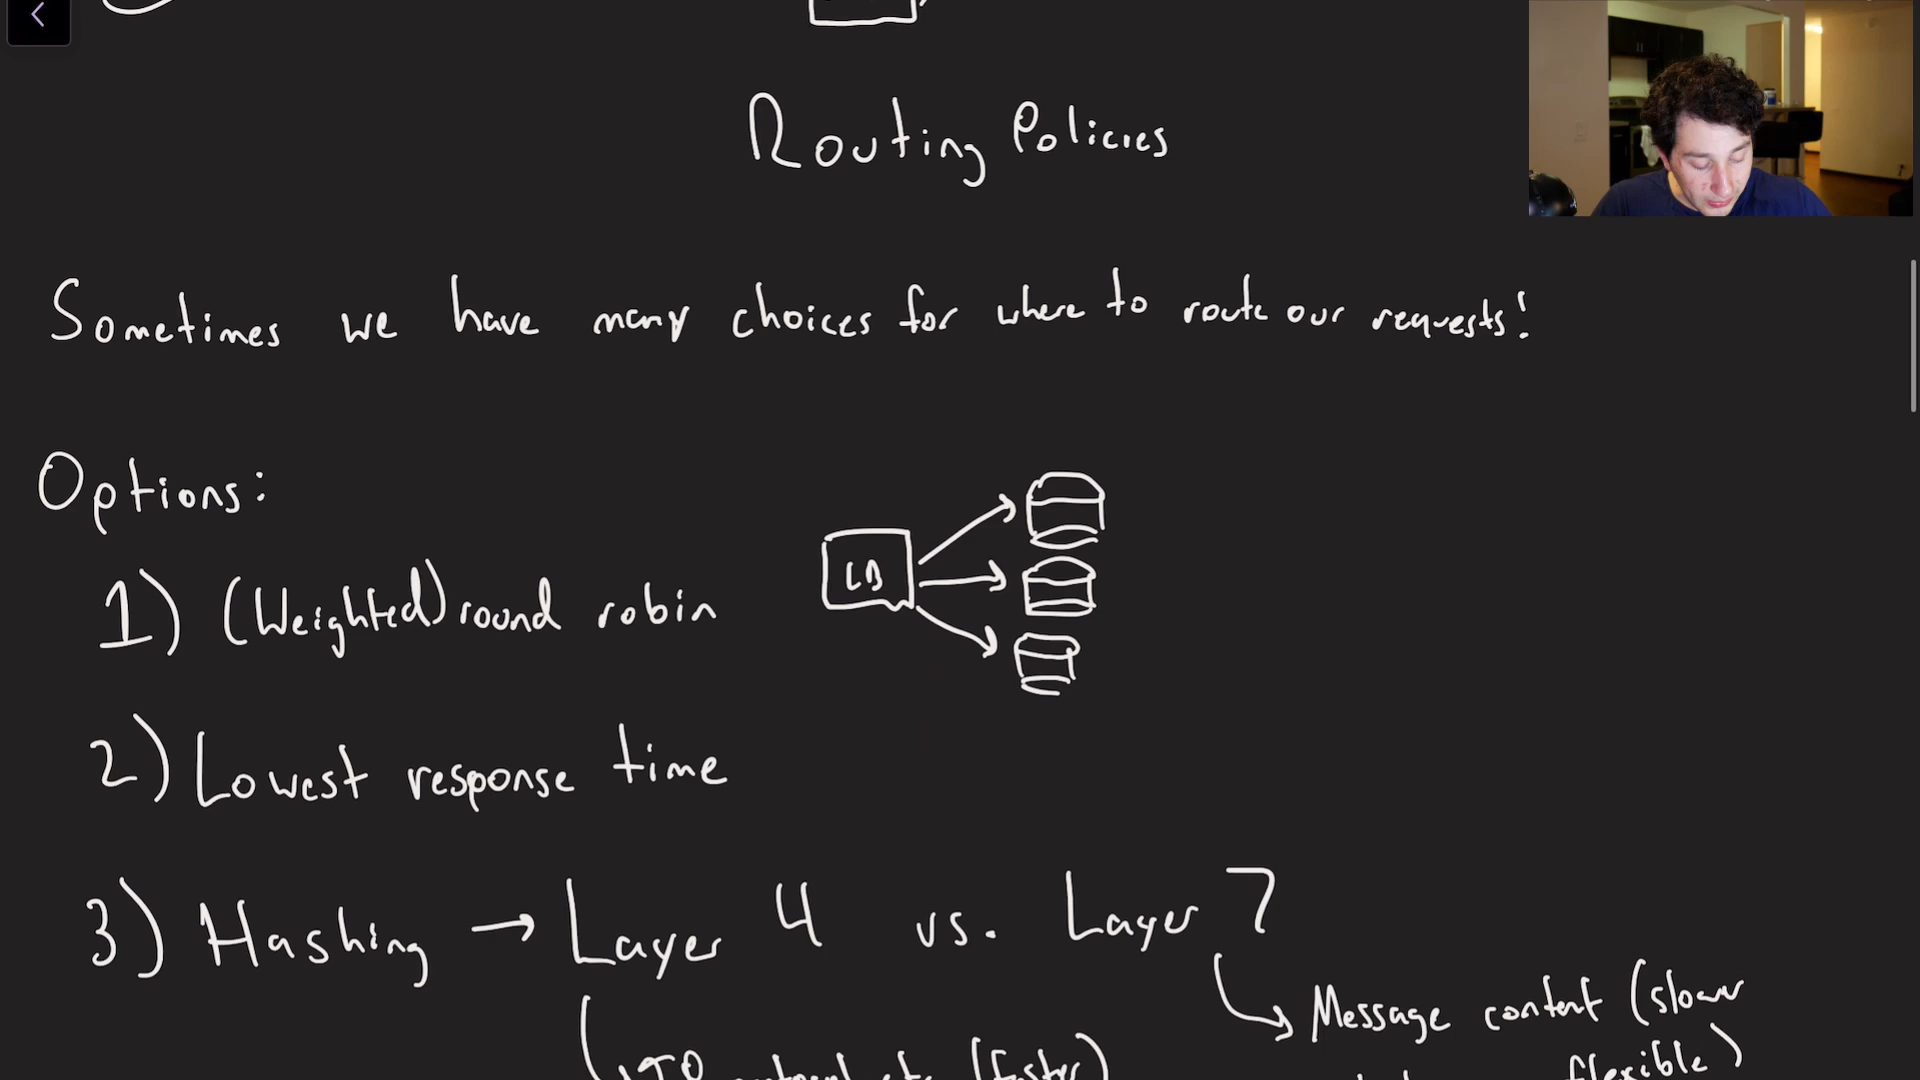 Routing Policies
Sometimes we have many choices for where to route our requests!
Options:
LB
1) (Weighted) round robin
2) Lowest response time
3) Hashing → Layer 4 vs. Layer 7
Message content (slower
(faster)
flexible)